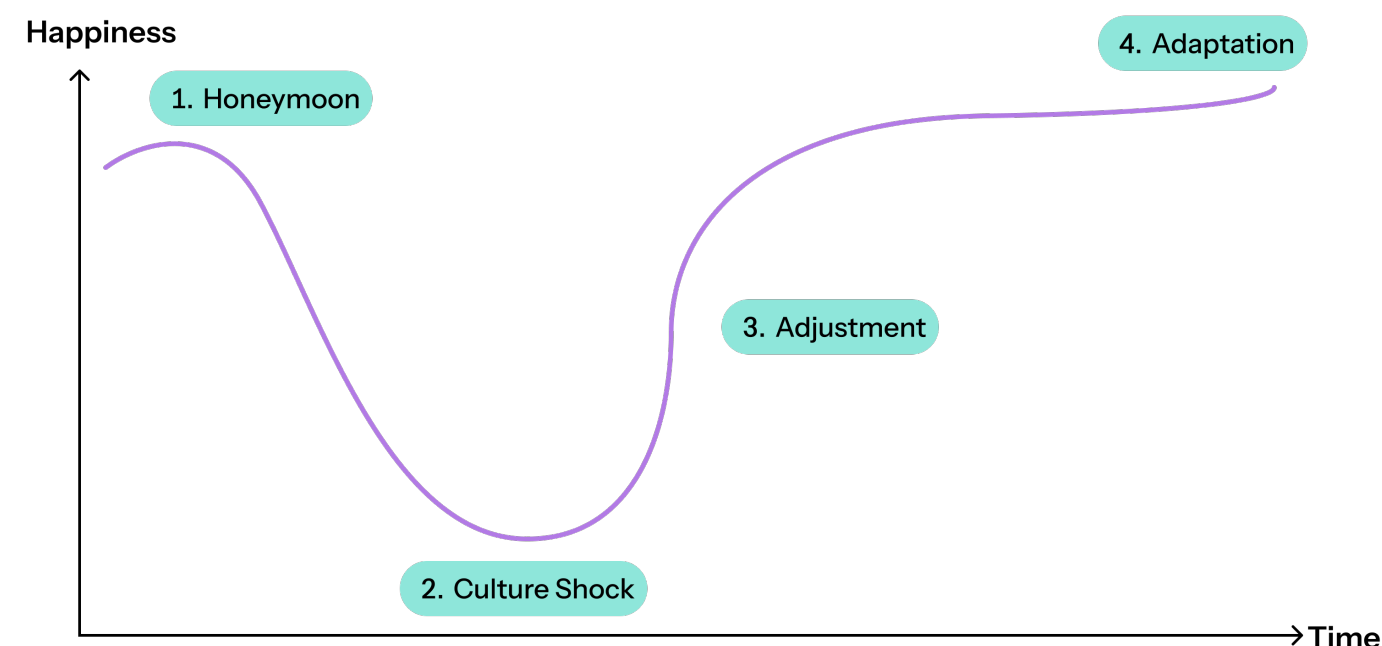 Happiness
1. Honeymoon
4. Adaptation
3. Adjustment
2. Culture Shock
Time